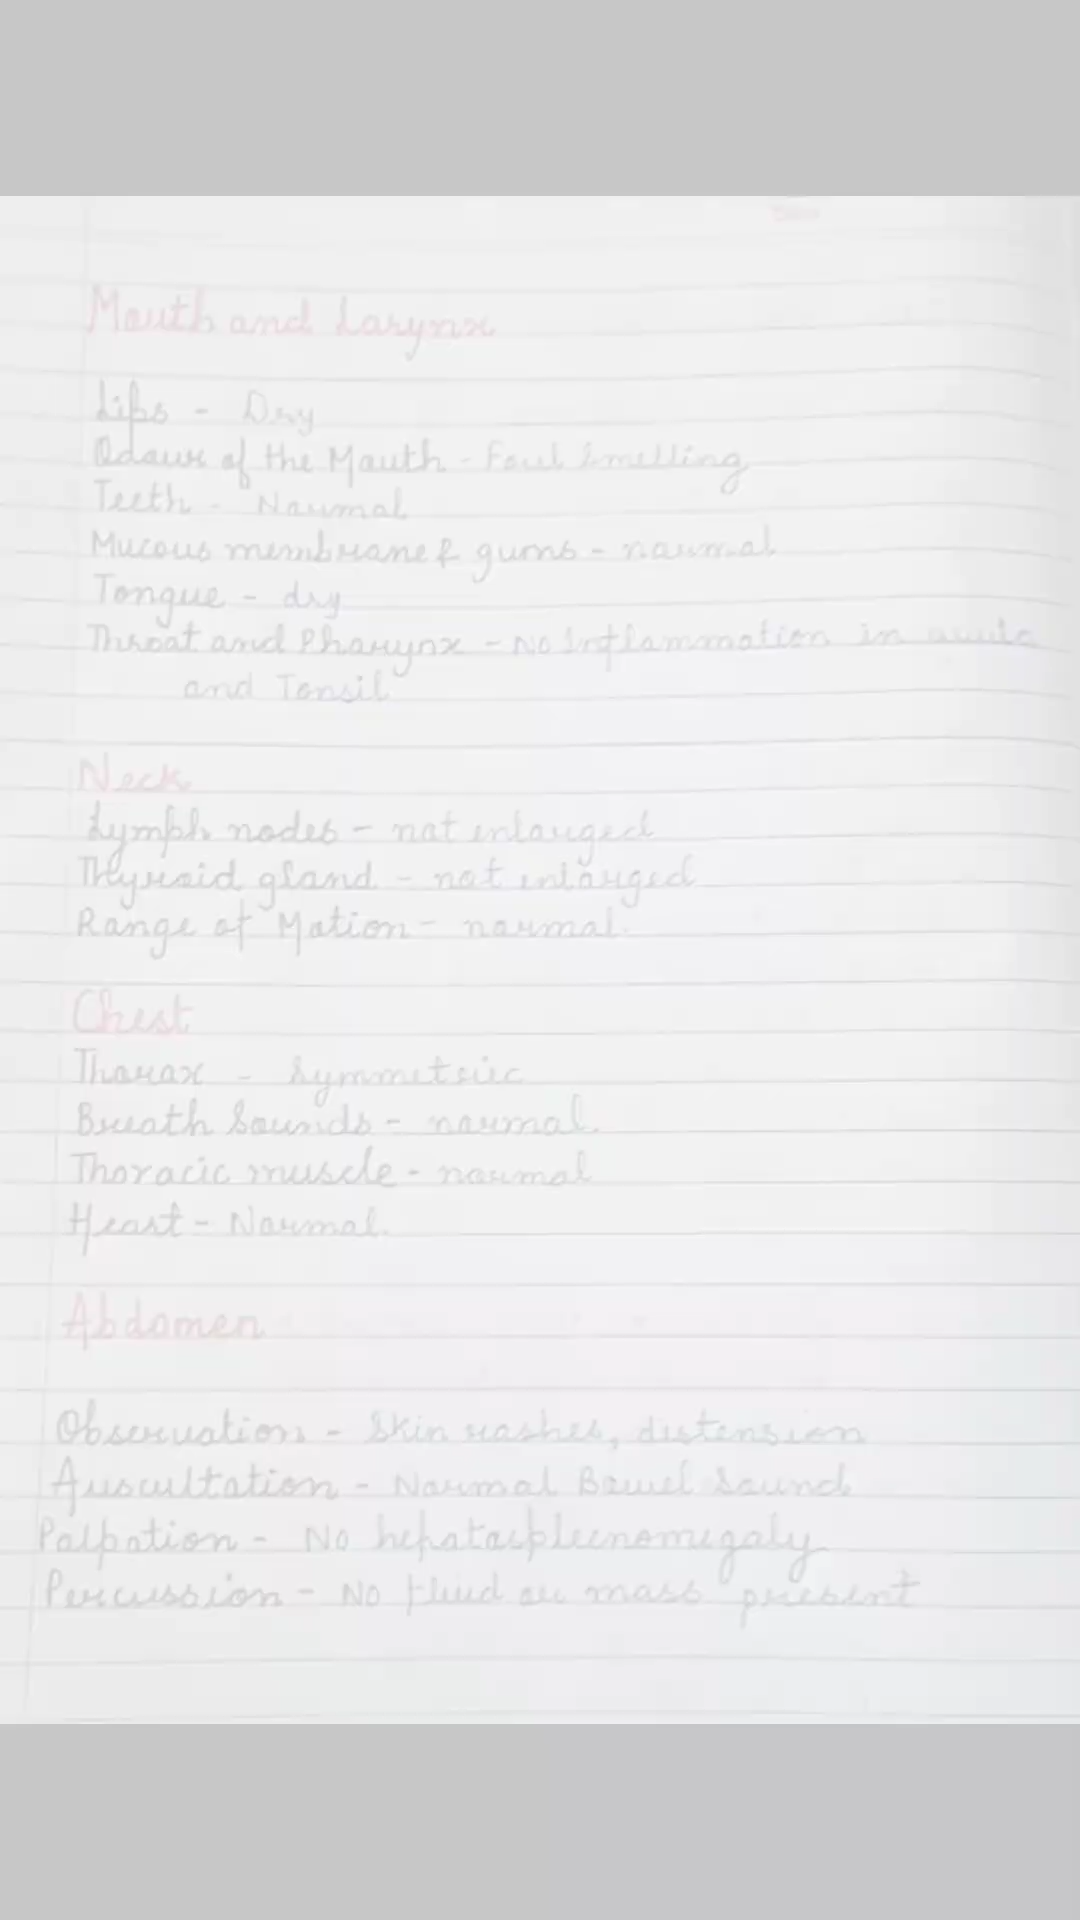 Mouth and Larynx
Lips - Dry
Odour of the Mouth - Foul smelling
Teeth - Normal
Mucous membrane & gums - normal
Tongue - dry
Throat and Pharynx - No inflammation in
and Tonsil
Neck
Lymph nodes - not enlarged
Thyroid gland - not enlarged
Range of Motion - normal.
Chest
Thorax - Symmetric
Breath Sounds - normal.
Thoracic muscle - normal
Heart - Normal.
Abdomen
Observation - Skin rashes, distension
Auscultation - Normal Bowel Sound
Palpation - No hepatospleenomegaly
Percussion - No fluid or mass present